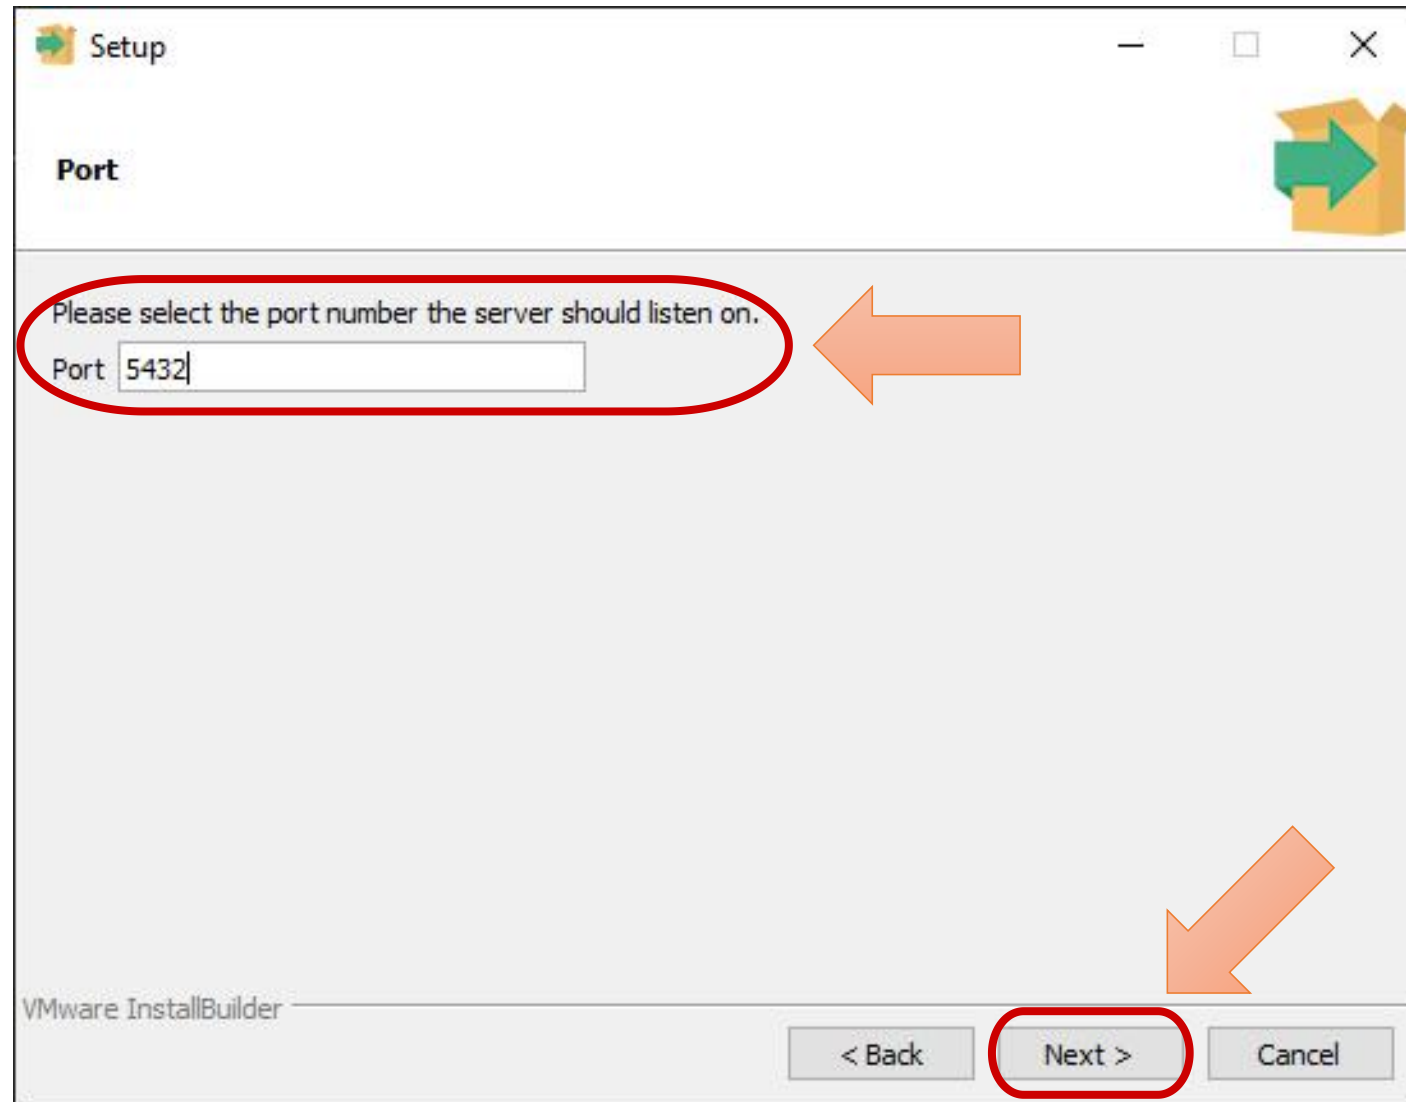 Setup
Port
Please select the port number the server should listen on.
Port 5432
VMware InstallBuilder
< Back Next > Cancel